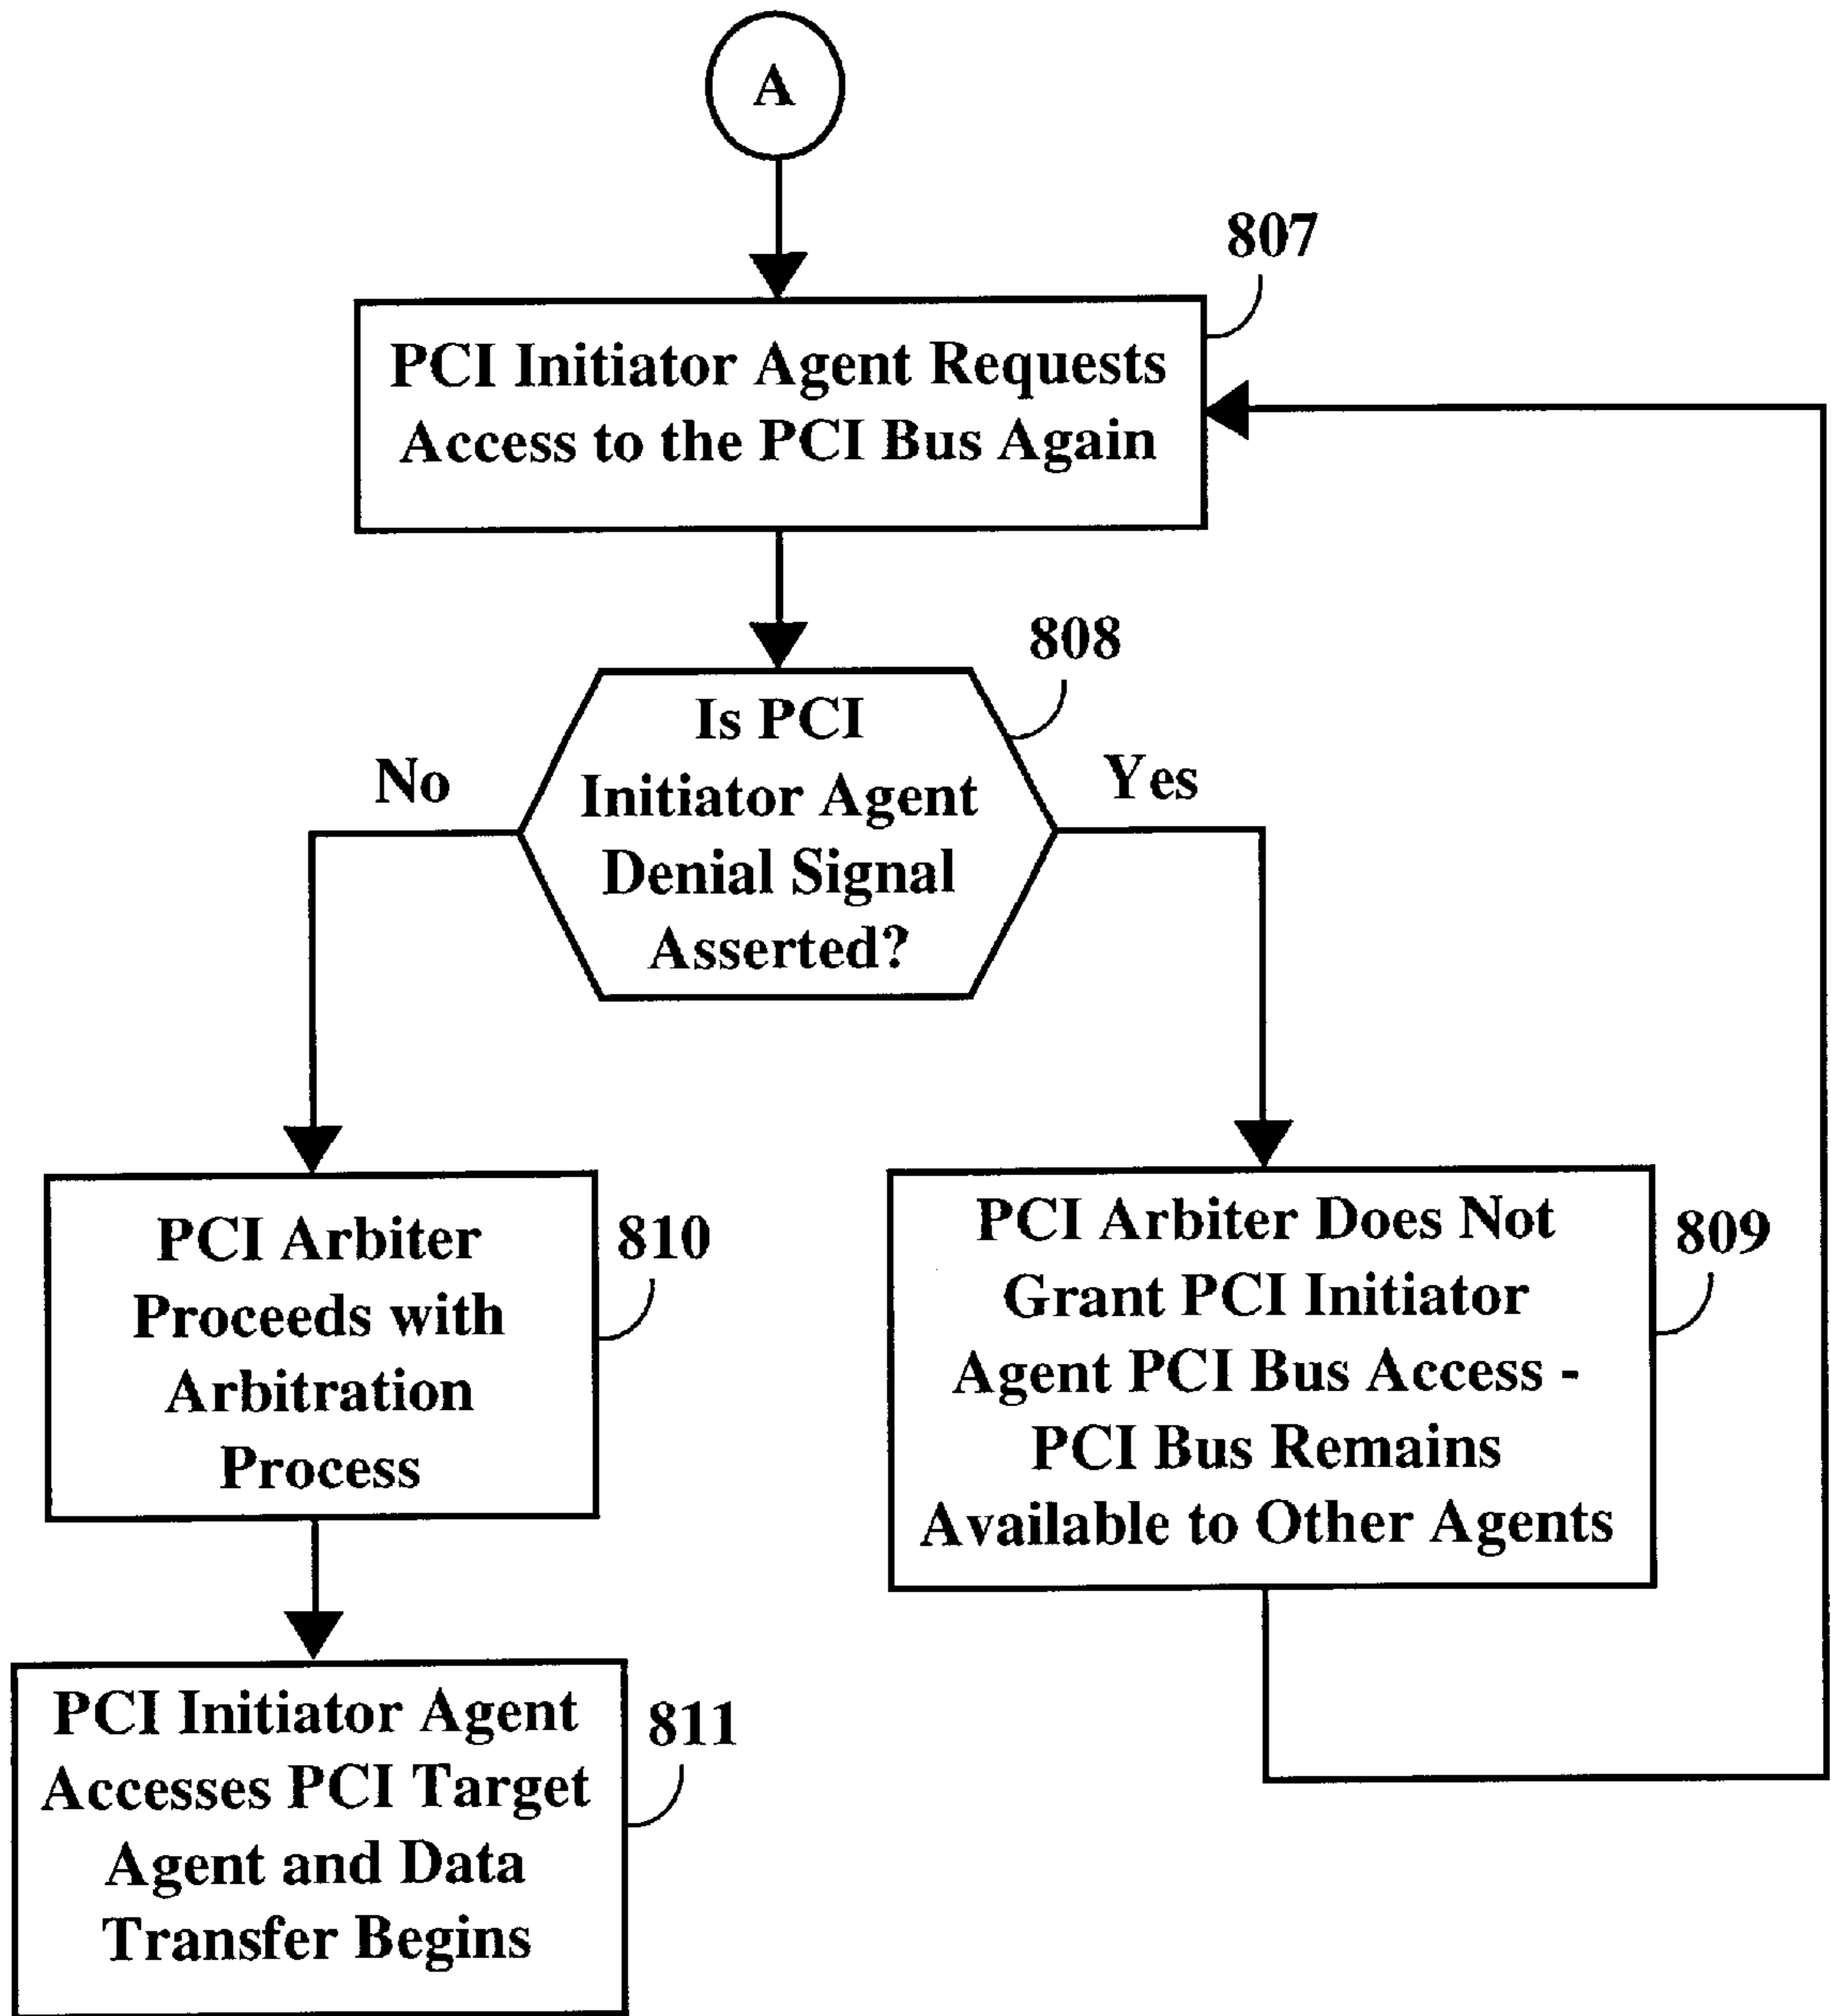 A
807
PCI Initiator Agent Requests
Access to the PCI Bus Again
808
Is PCI
Initiator Agent
Denial Signal
Asserted?
No
Yes
PCI Arbiter
Proceeds with
Arbitration
Process
810
PCI Arbiter Does Not
Grant PCI Initiator
Agent PCI Bus Access -
PCI Bus Remains
Available to Other Agents
809
PCI Initiator Agent
Accesses PCI Target
Agent and Data
Transfer Begins
811